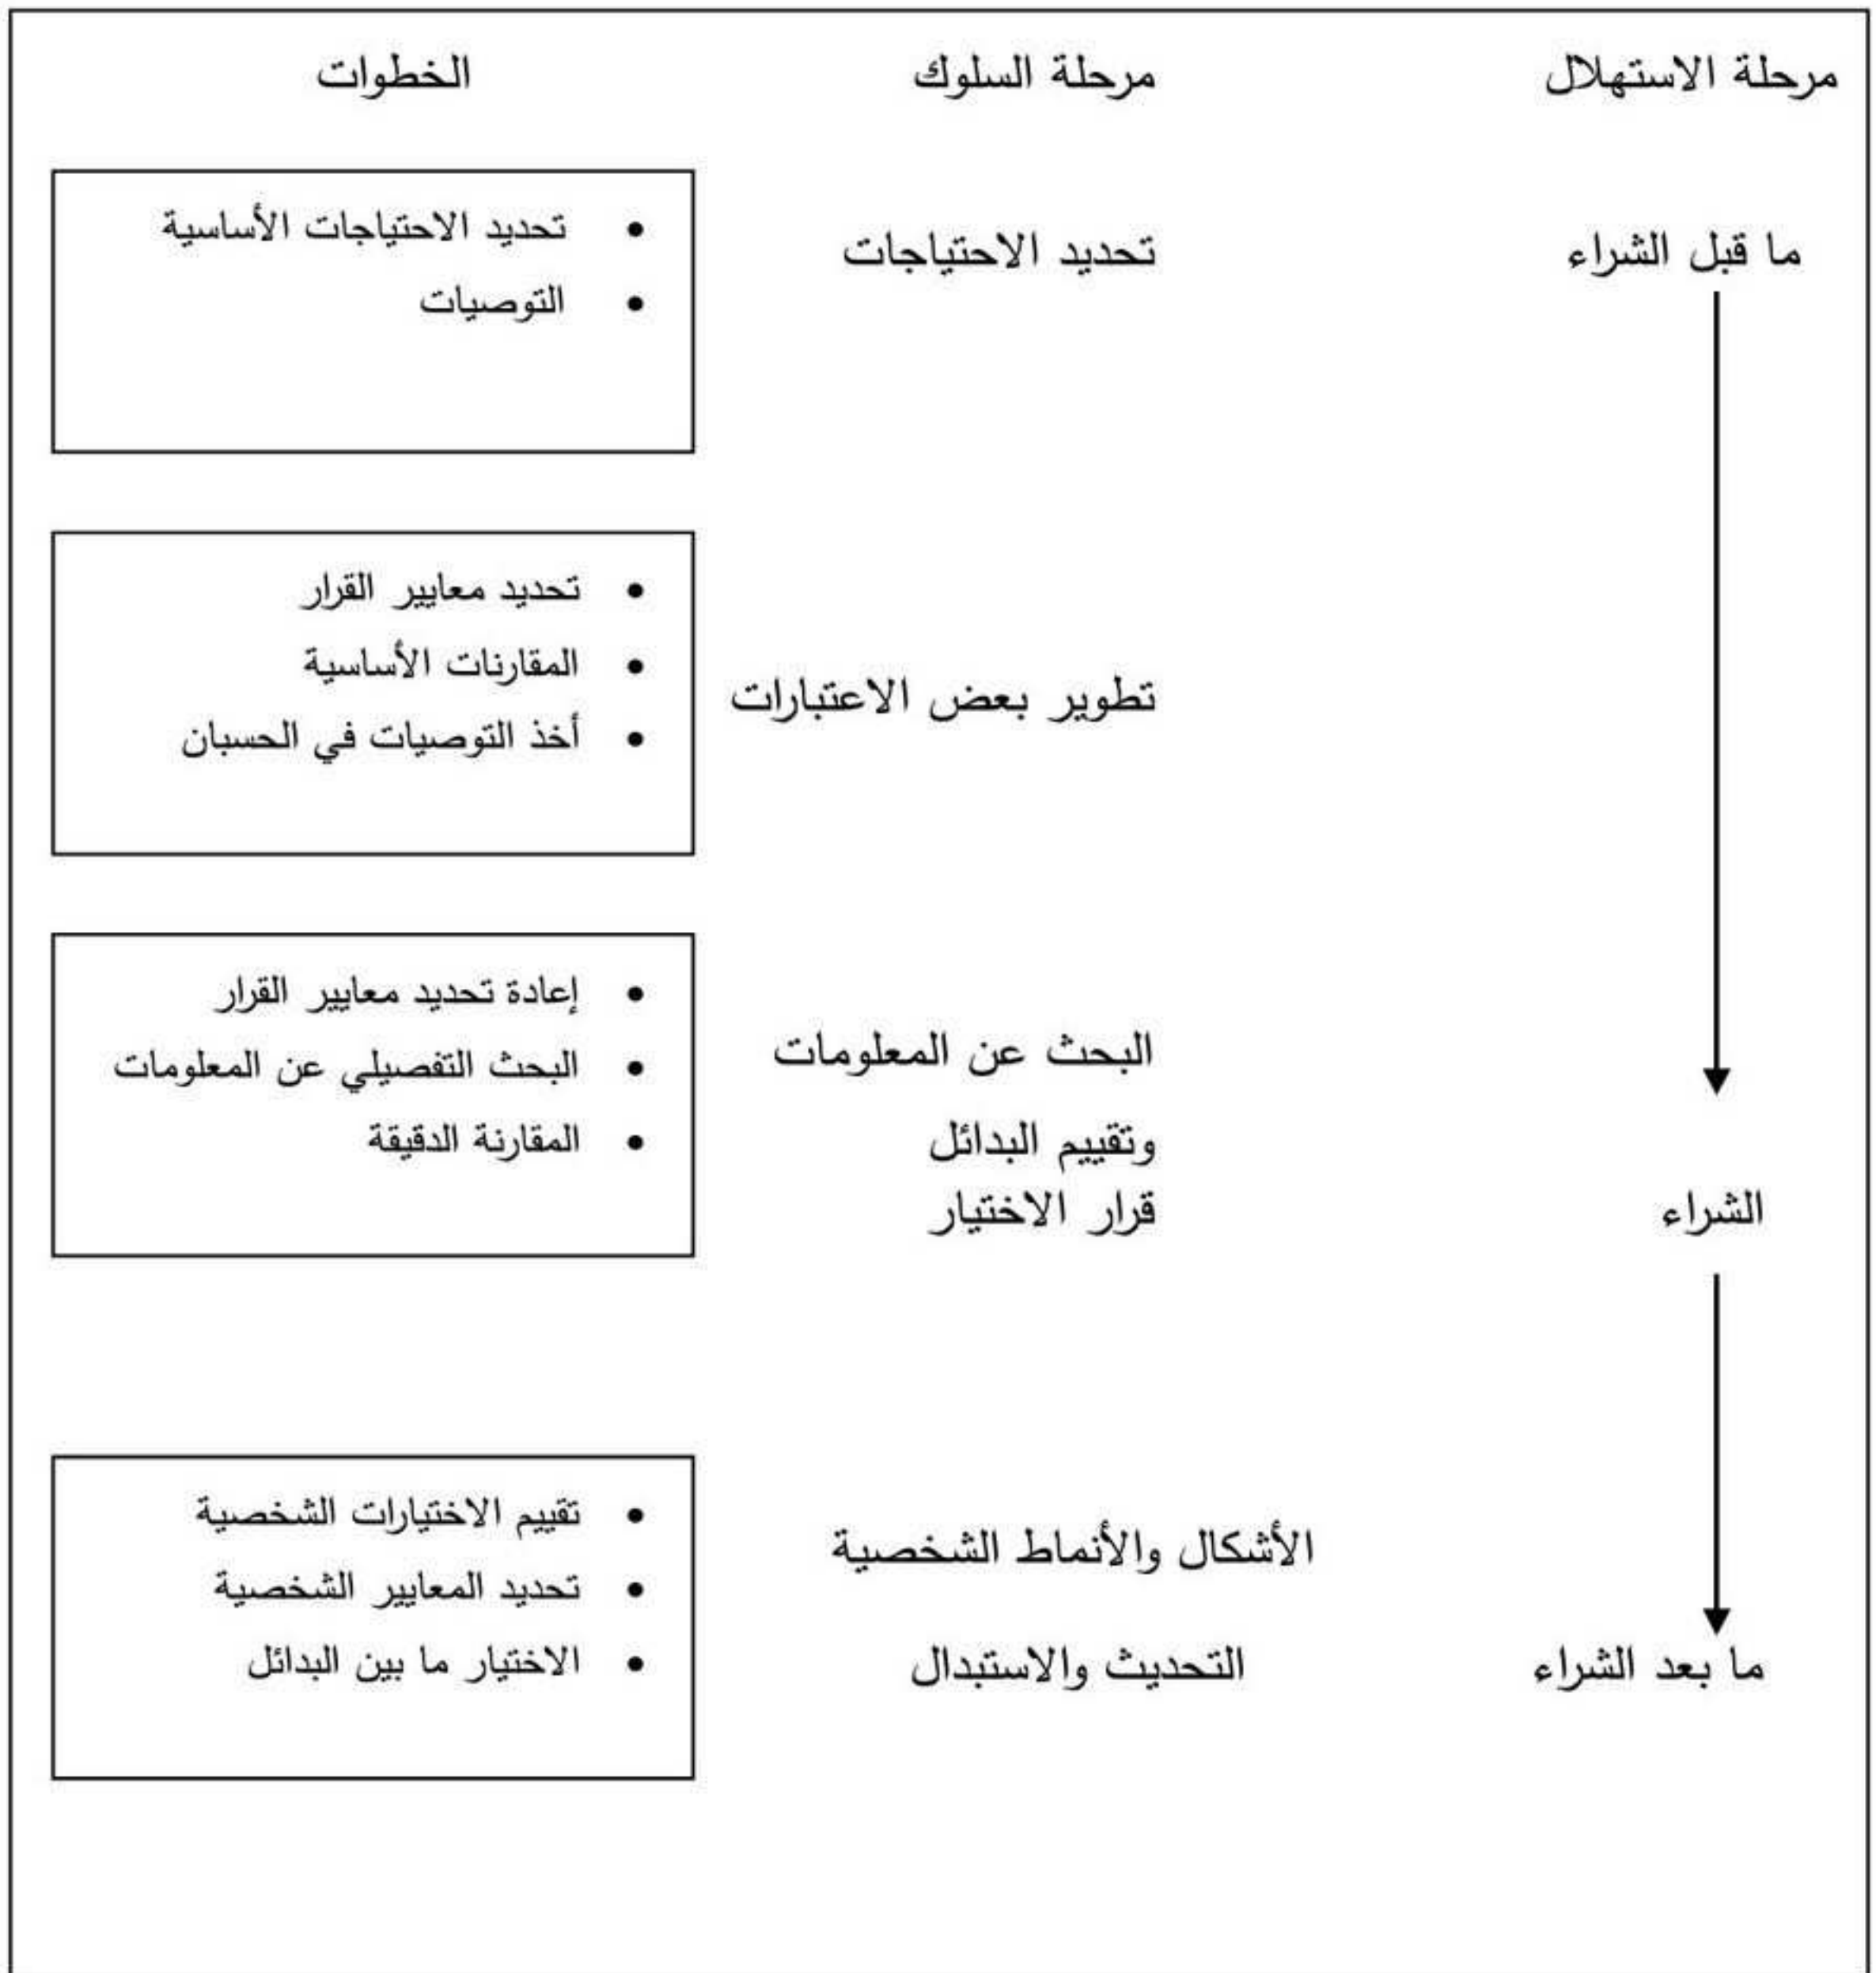 مرحلة الاستهلال
مرحلة السلوك
الخطوات
ما قبل الشراء
تحديد الاحتياجات
• تحديد الاحتياجات الأساسية
• التوصيات
تطوير بعض الاعتبارات
• تحديد معايير القرار
• المقارنات الأساسية
• أخذ التوصيات في الحسبان
البحث عن المعلومات
وتقييم البدائل
الشراء
قرار الاختيار
• إعادة تحديد معايير القرار
• البحث التفصيلي عن المعلومات
• المقارنة الدقيقة
الأشكال والأنماط الشخصية
ما بعد الشراء
التحديث والاستبدال
• تقييم الاختيارات الشخصية
• تحديد المعايير الشخصية
• الاختيار ما بين البدائل